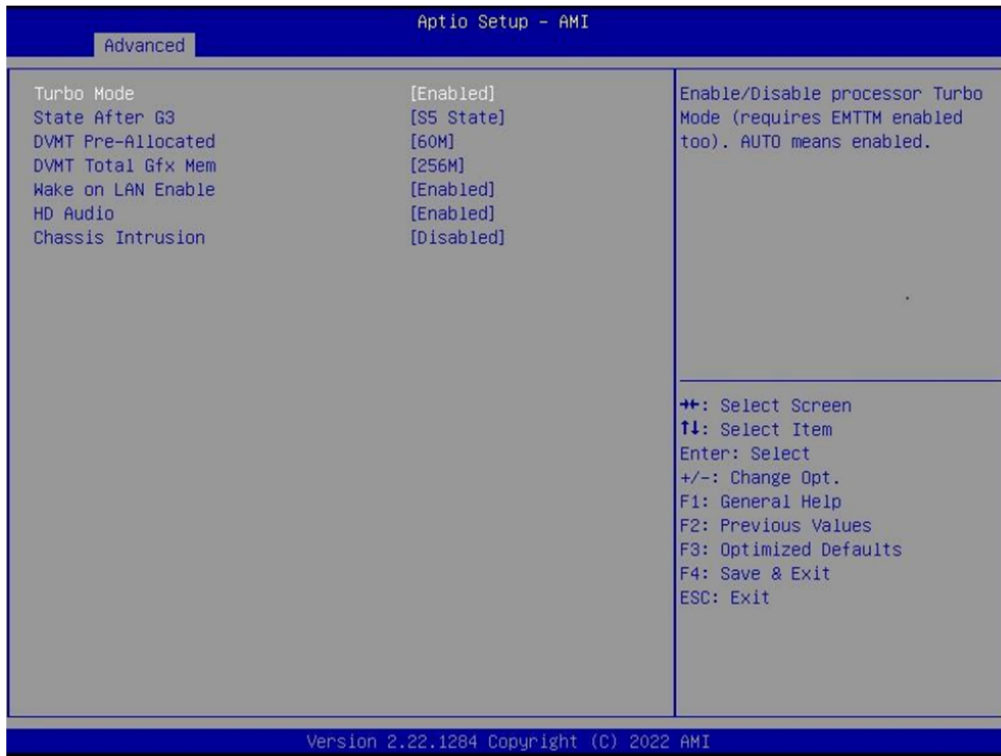 Aptio Setup – AMI
Advanced
Turbo Mode [Enabled]
State After G3 [S5 State]
DVMT Pre-Allocated [60M]
DVMT Total Gfx Mem [256M]
Wake on LAN Enable [Enabled]
HD Audio [Enabled]
Chassis Intrusion [Disabled]
Enable/Disable processor Turbo
Mode (requires EMTTM enabled
too). AUTO means enabled.
→←: Select Screen
↑↓: Select Item
Enter: Select
+/-: Change Opt.
F1: General Help
F2: Previous Values
F3: Optimized Defaults
F4: Save & Exit
ESC: Exit
Version 2.22.1284 Copyright (C) 2022 AMI